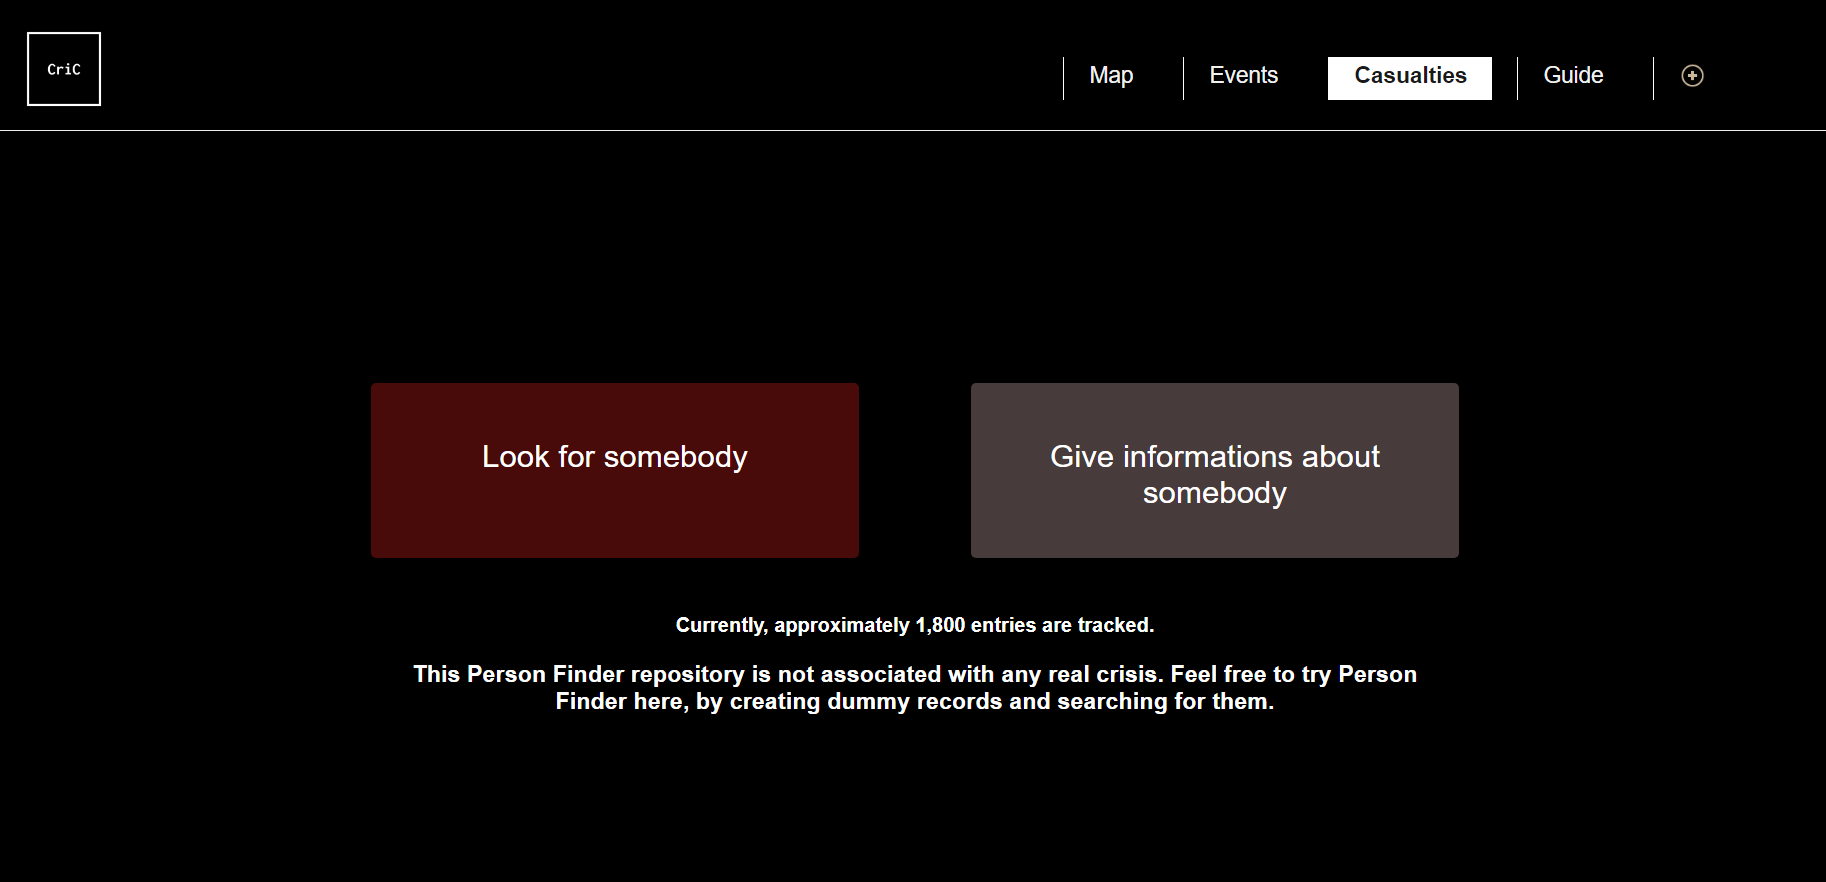 CriC
Map
Events
Casualties
Guide
Look for somebody
Give informations about
somebody
Currently, approximately 1,800 entries are tracked.
This Person Finder repository is not associated with any real crisis. Feel free to try Person
Finder here, by creating dummy records and searching for them.